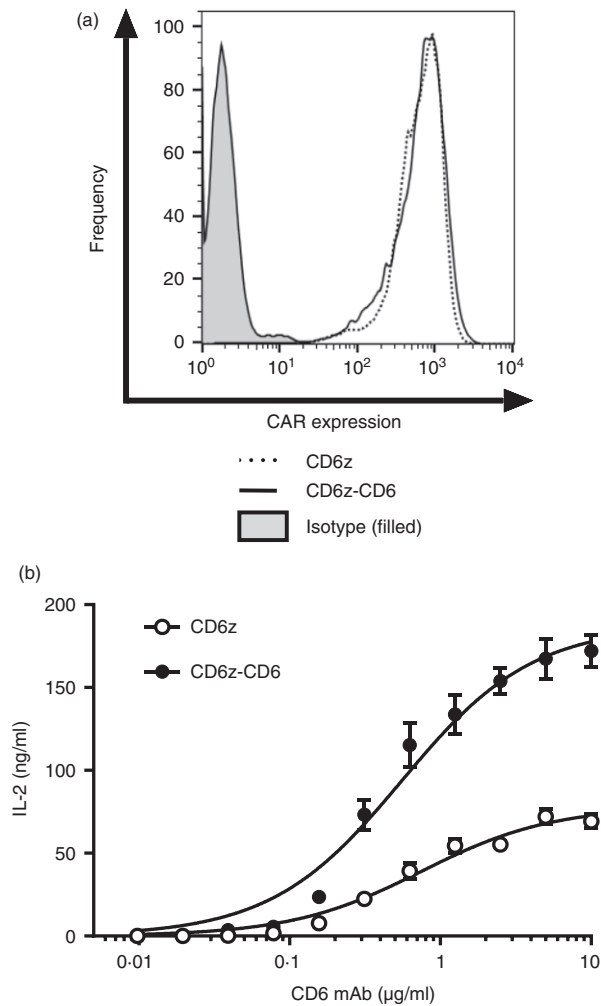 (a)
Frequency
100
80
60
40
20
0
10⁰ 10¹ 10² 10³ 10⁴
CAR expression
CD6z
CD6z-CD6
Isotype (filled)
(b)
IL-2 (ng/ml)
200
150
100
50
0
CD6z
CD6z-CD6
0·01 0·1 1 10
CD6 mAb (µg/ml)